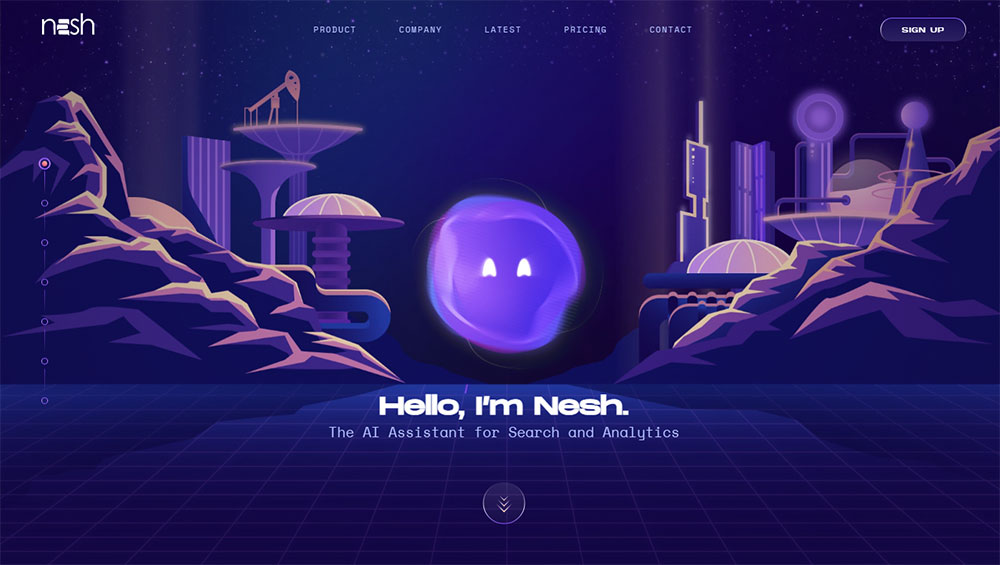 nesh
PRODUCT
COMPANY
LATEST
PRICING
CONTACT
SIGN UP
Hello, I'm Nesh.
The AI Assistant for Search and Analytics